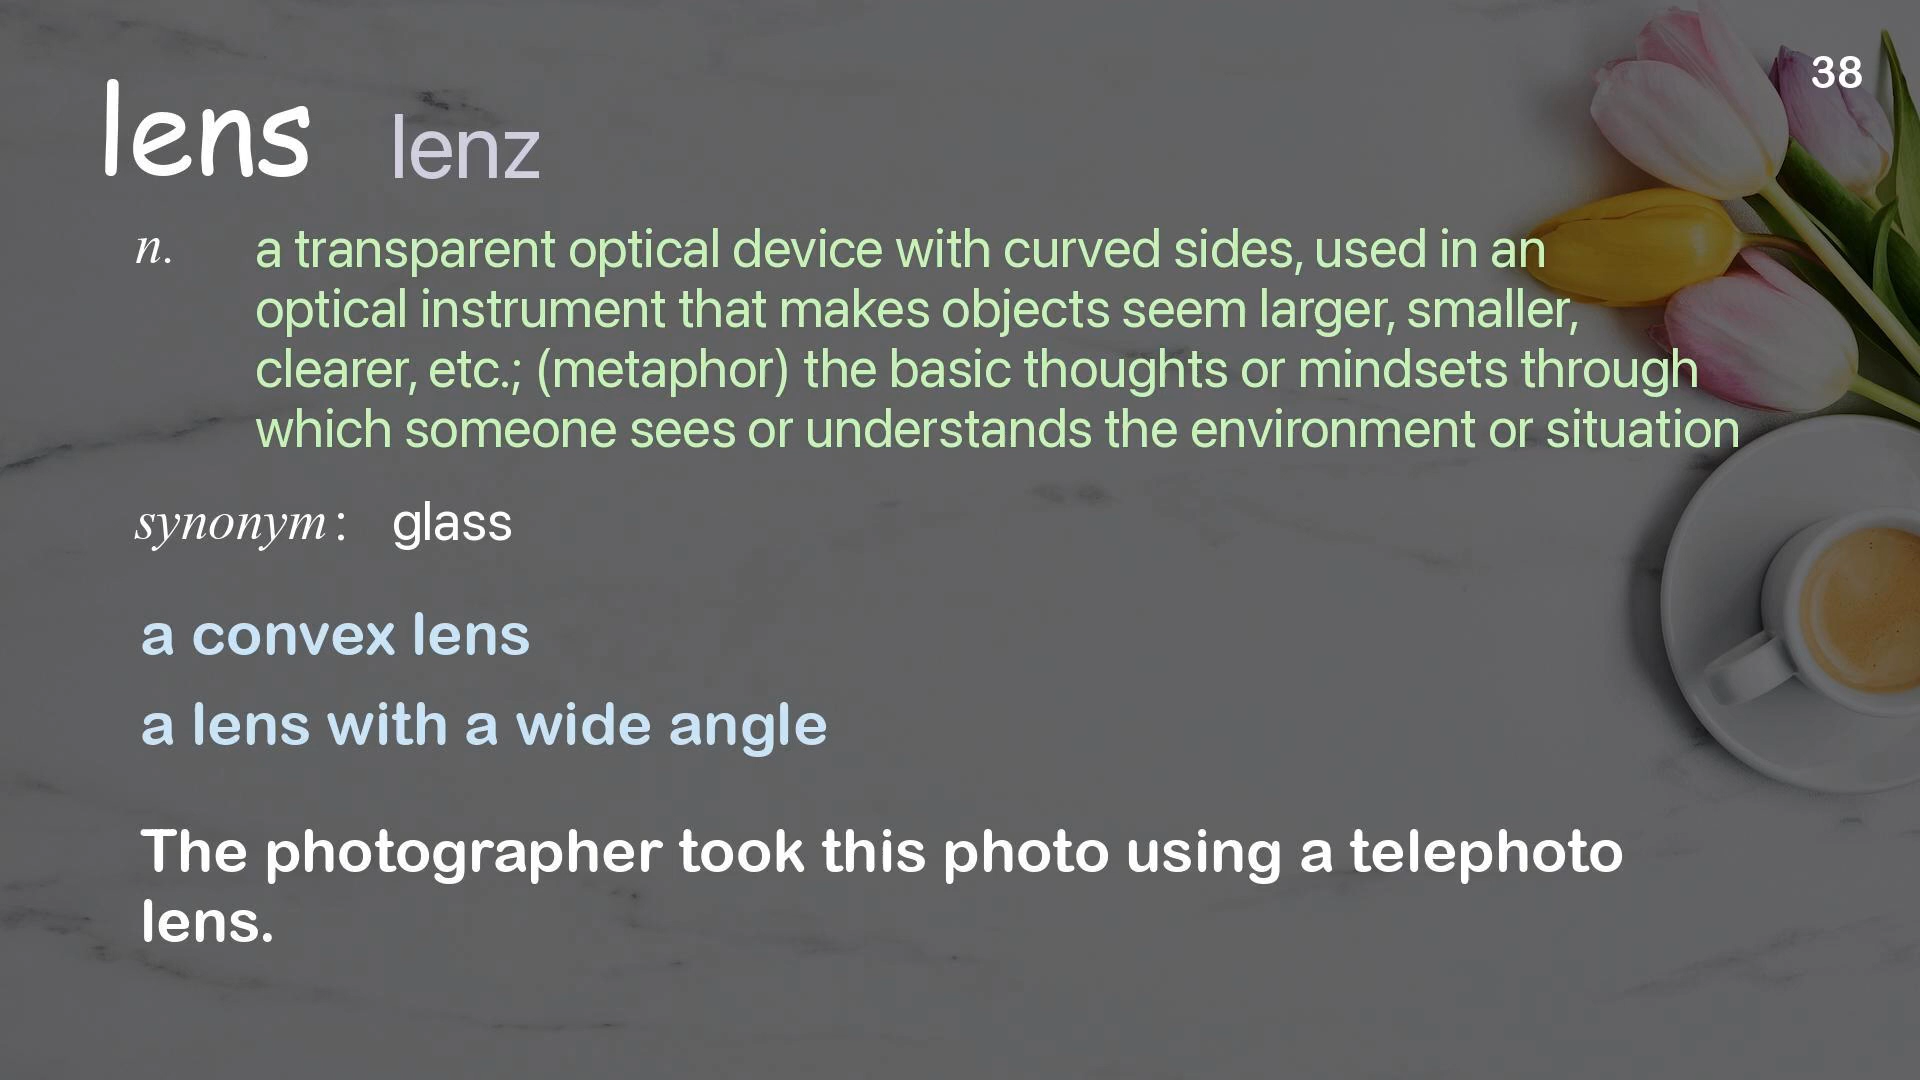 38
lens lenz
n. a transparent optical device with curved sides, used in an
optical instrument that makes objects seem larger, smaller,
clearer, etc.; (metaphor) the basic thoughts or mindsets through
which someone sees or understands the environment or situation
synonym: glass
a convex lens
a lens with a wide angle
The photographer took this photo using a telephoto
lens.